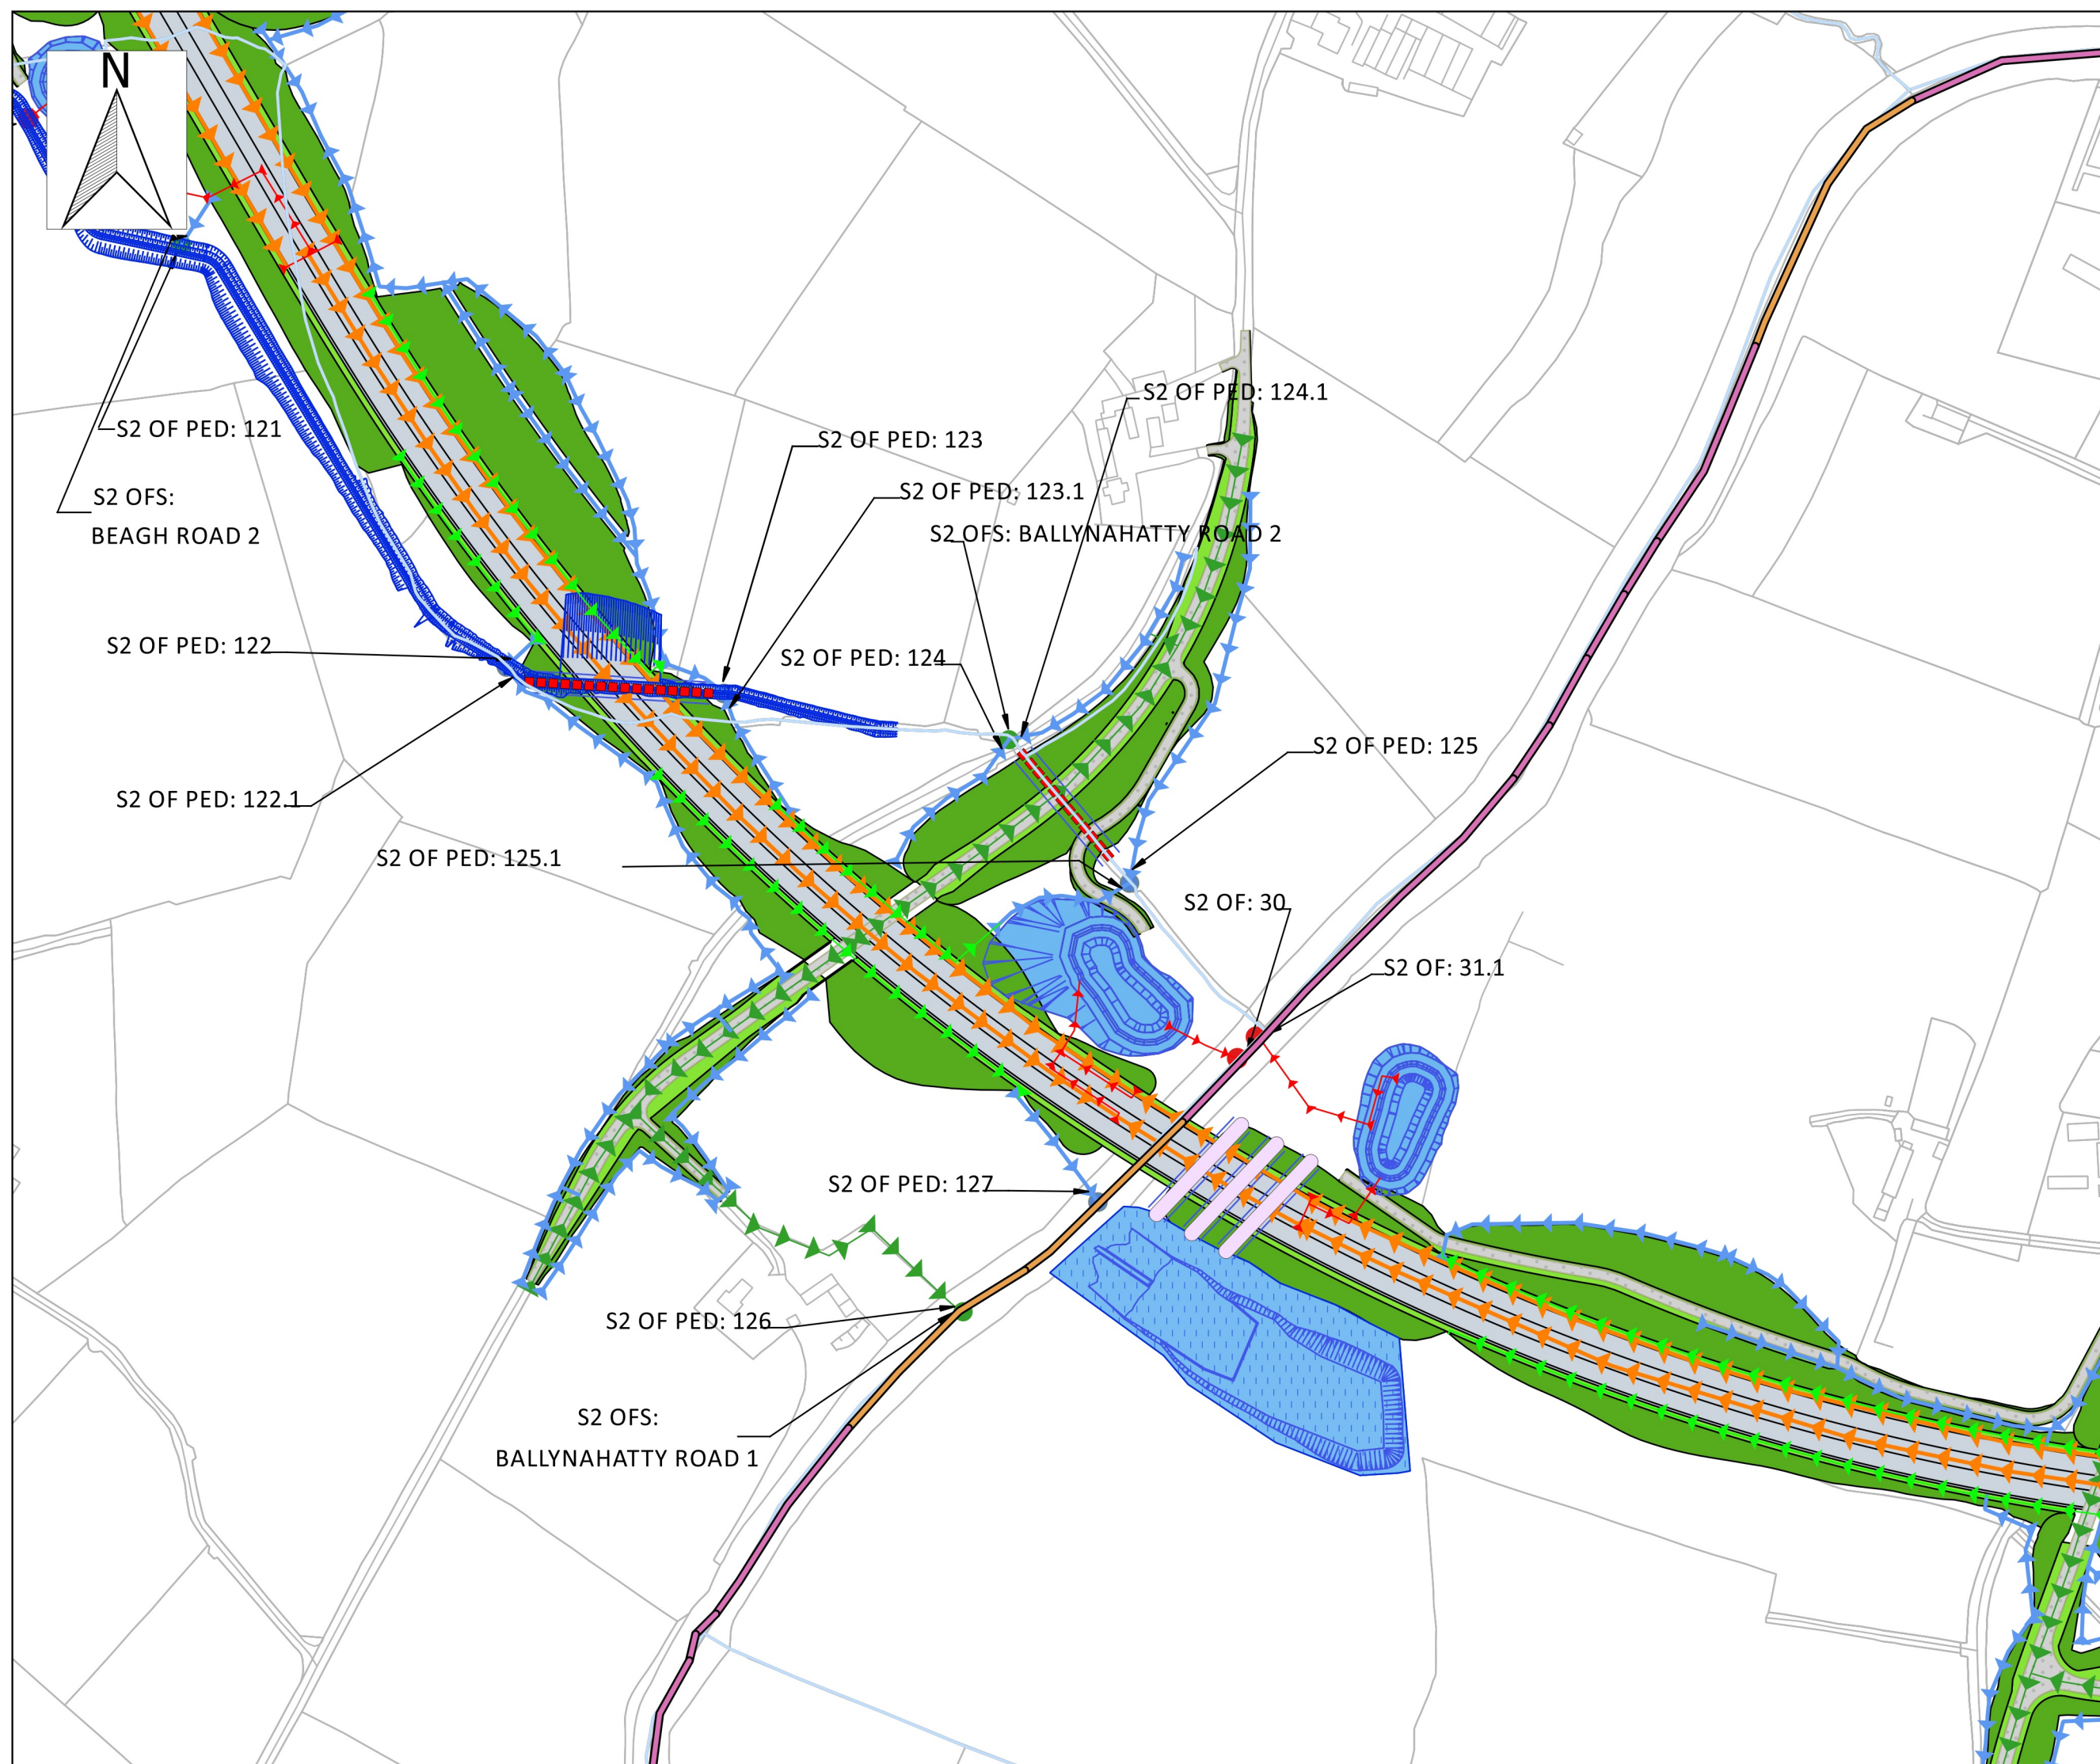 N
S2 OF PED: 124.1
S2 OF PED: 121
S2 OF PED: 123
S2 OF PED: 123.1
S2 OFS:
BEAGH ROAD 2
S2 OFS: BALLYNAHATTY ROAD 2
S2 OF PED: 122
S2 OF PED: 124
S2 OF PED: 125
S2 OF PED: 122.1
S2 OF PED: 125.1
S2 OF: 30
S2 OF: 31.1
S2 OF PED: 127
S2 OF PED: 126
S2 OFS:
BALLYNAHATTY ROAD 1